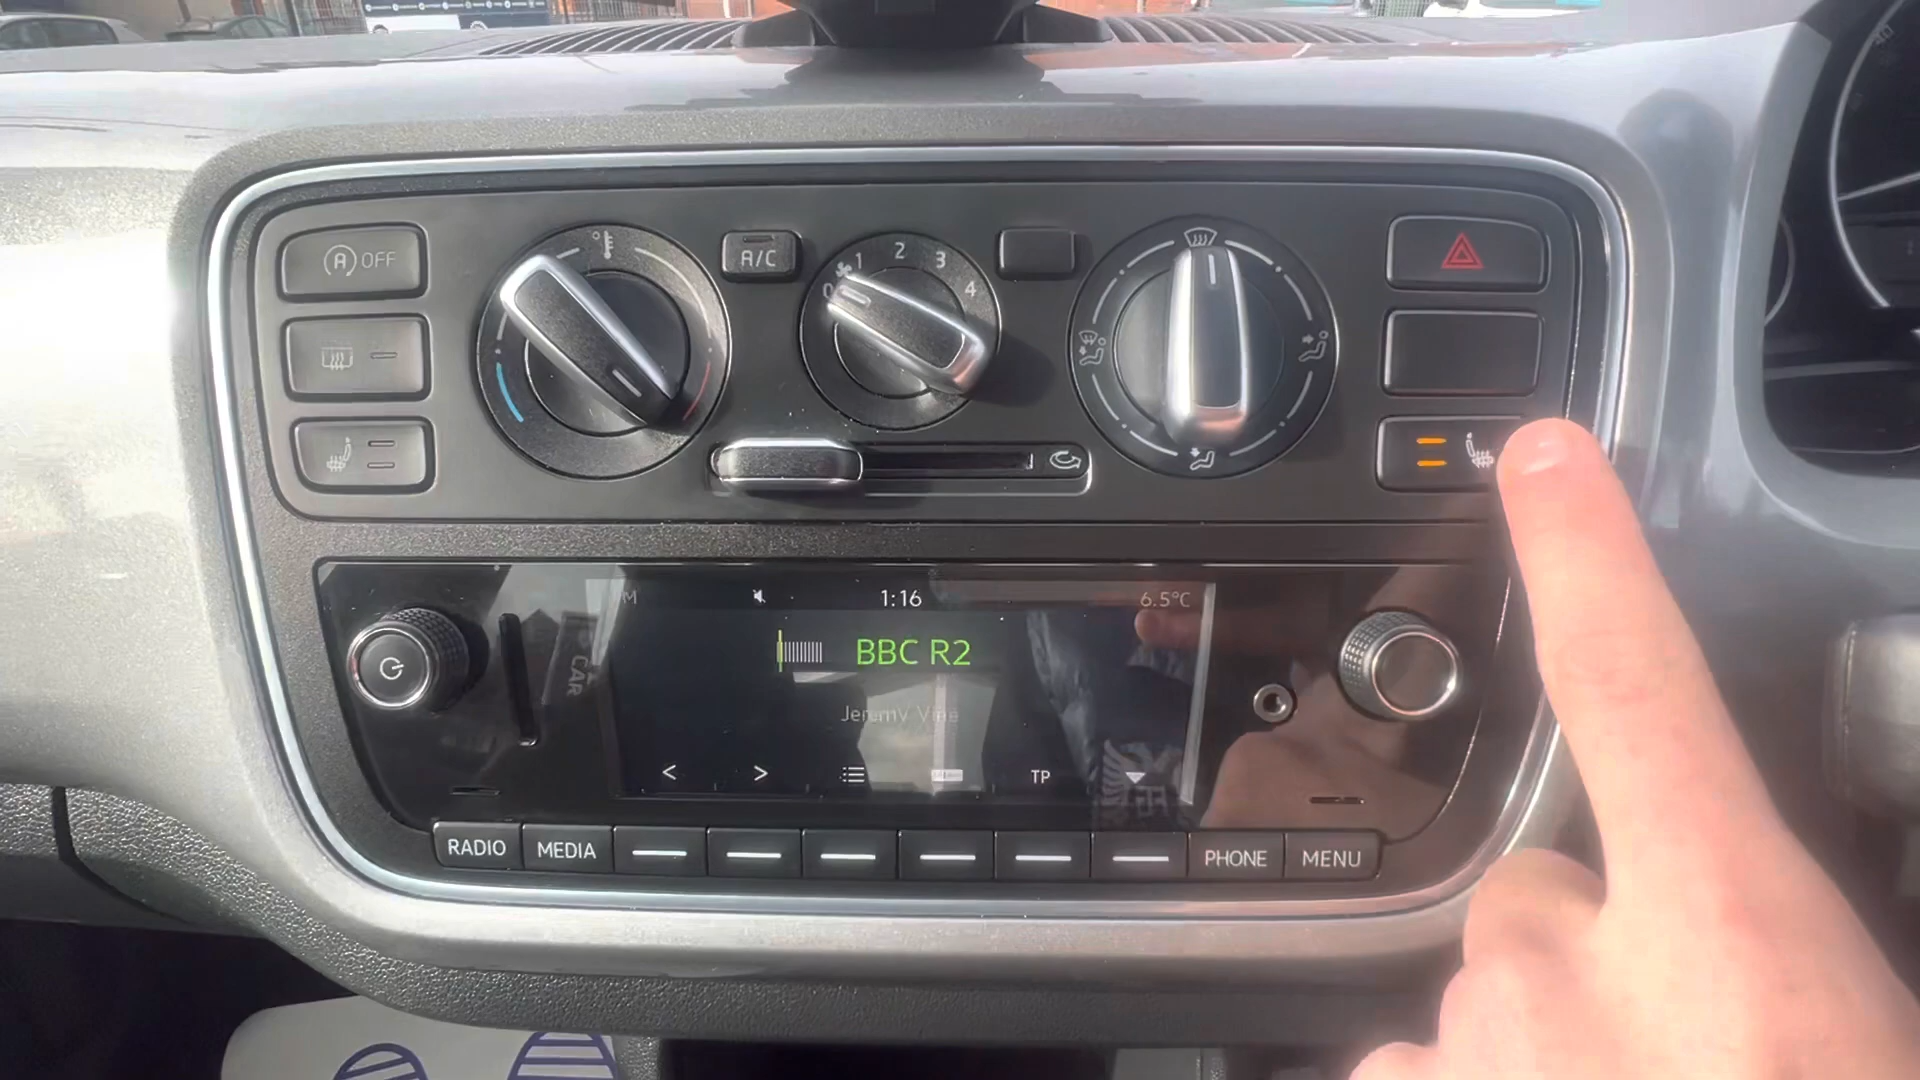 (A) OFF
A/C
0 1 2 3 4
M 1:16 6.5°C
BBC R2
Jeremy Vine
< > TP
RADIO MEDIA PHONE MENU
CAR